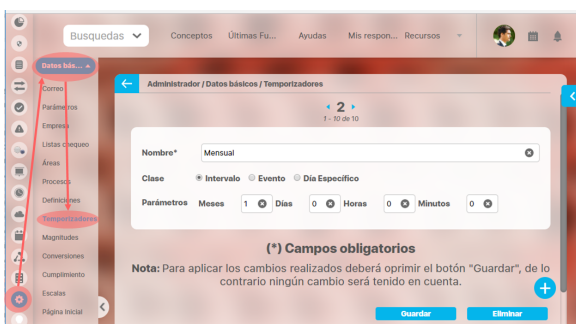 Busquedas
Conceptos Últimas Fu... Ayudas Mis respon... Recursos
Datos bás...
Correo
Parámetros
Empresa
Listas chequeo
Áreas
Procesos
Definiciones
Temporizadores
Magnitudes
Conversiones
Cumplimiento
Escalas
Página Inicial
Administrador / Datos básicos / Temporizadores
2
1 - 10 de 10
Nombre* Mensual
Clase Intervalo Evento Día Específico
Parámetros Meses 1 Días 0 Horas 0 Minutos 0
(*) Campos obligatorios
Nota: Para aplicar los cambios realizados deberá oprimir el botón "Guardar", de lo
contrario ningún cambio será tenido en cuenta.
Guardar Eliminar